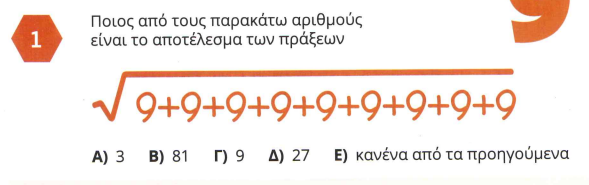 1
Ποιος από τους παρακάτω αριθμούς
είναι το αποτέλεσμα των πράξεων
√9+9+9+9+9+9+9+9+9
Α) 3 Β) 81 Γ) 9 Δ) 27 Ε) κανένα από τα προηγούμενα